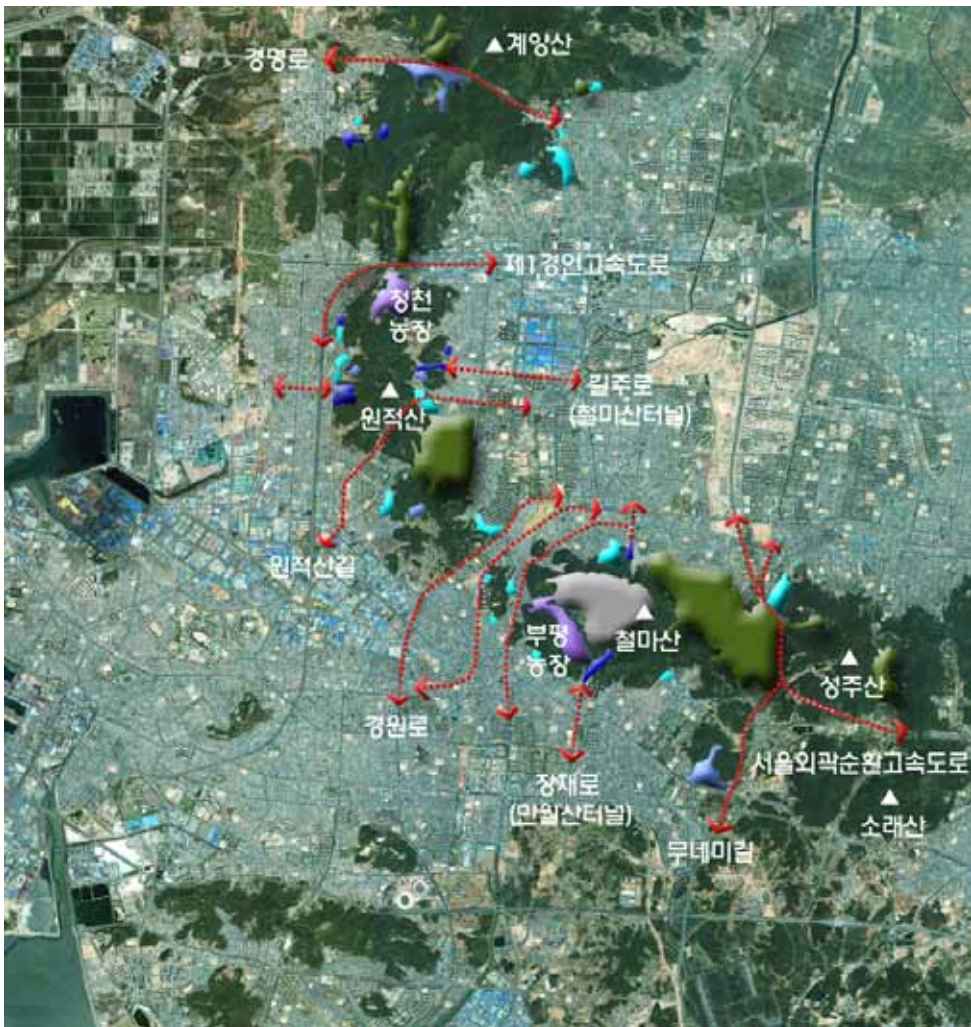 계양산
경명로
제1경인고속도로
청천
농장
길주로
(철마산터널)
원적산
원적산길
부평
농장
철마산
성주산
경원로
장재로
(만월산터널)
서울외곽순환고속도로
소래산
무네미길